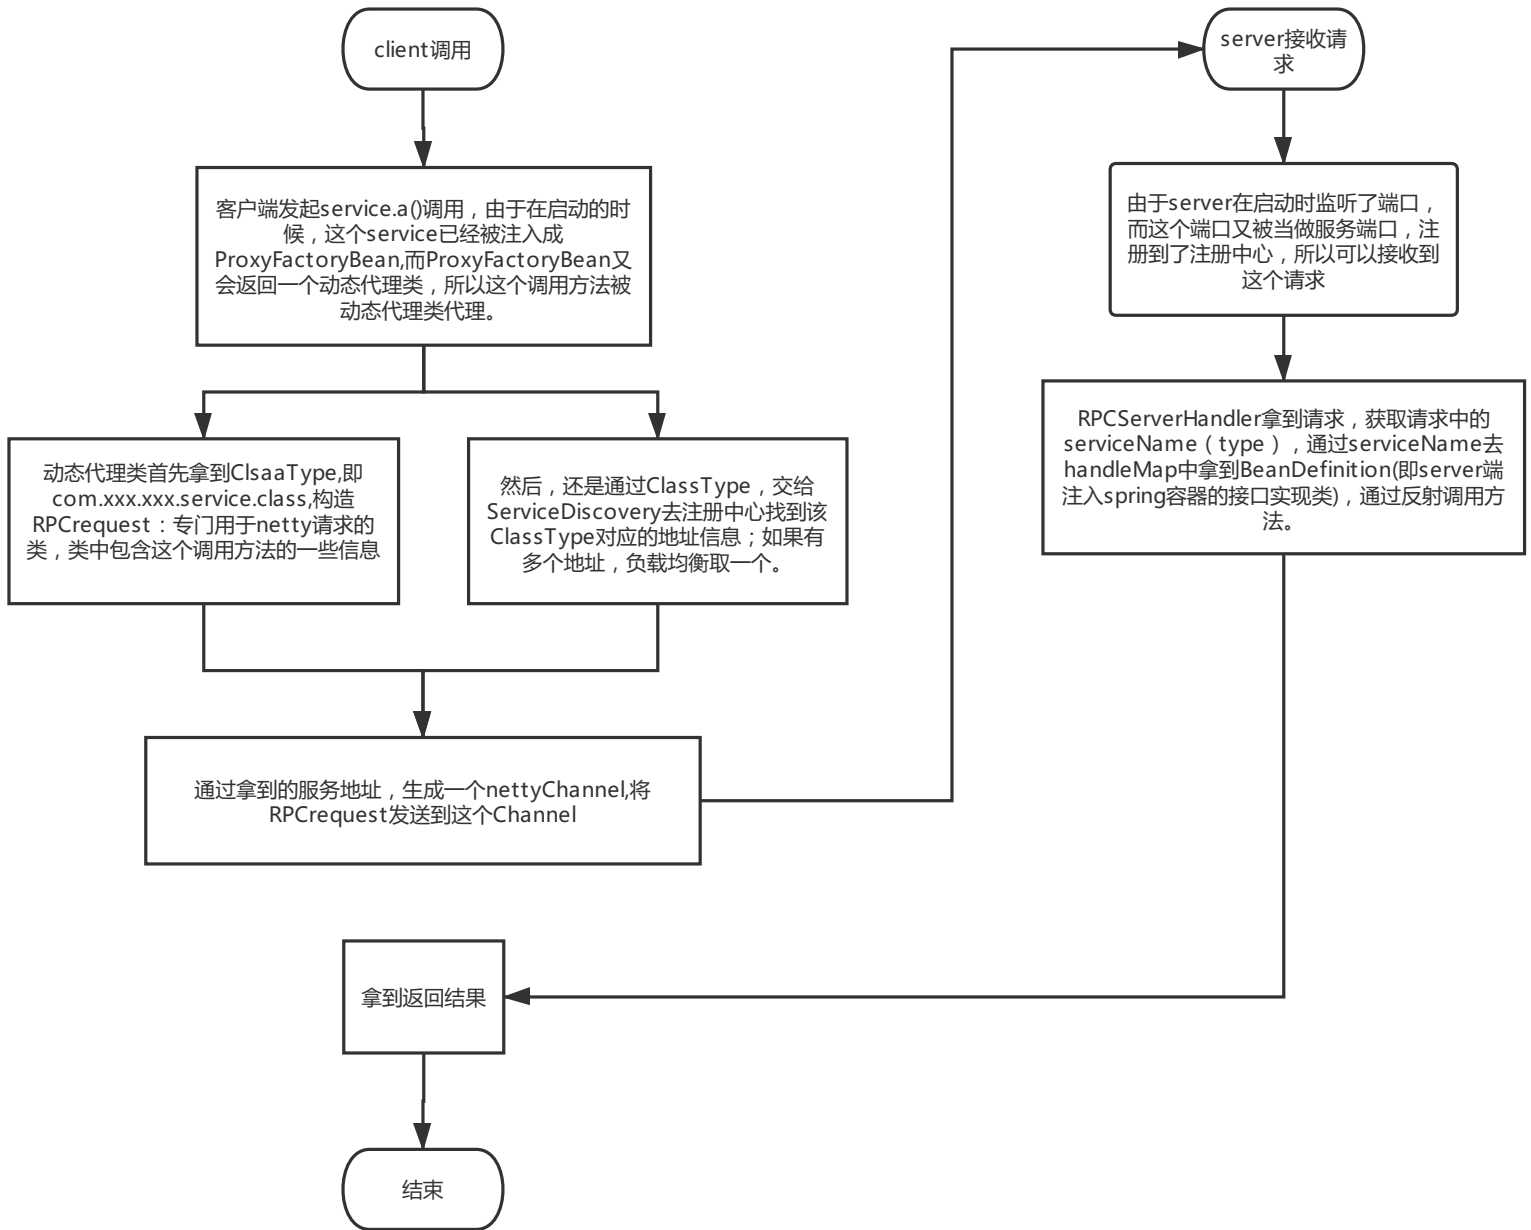 client调用
客户端发起service.a()调用，由于在启动的时
候，这个service已经被注入成
ProxyFactoryBean,而ProxyFactoryBean又
会返回一个动态代理类，所以这个调用方法被
动态代理类代理。
动态代理类首先拿到ClsaaType,即
com.xxx.xxx.service.class,构造
RPCrequest：专门用于netty请求的
类，类中包含这个调用方法的一些信息
然后，还是通过ClassType，交给
ServiceDiscovery去注册中心找到该
ClassType对应的地址信息；如果有
多个地址，负载均衡取一个。
通过拿到的服务地址，生成一个nettyChannel,将
RPCrequest发送到这个Channel
server接收请
求
由于server在启动时监听了端口，
而这个端口又被当做服务端口，注
册到了注册中心，所以可以接收到
这个请求
RPCServerHandler拿到请求，获取请求中的
serviceName（type），通过serviceName去
handleMap中拿到BeanDefinition(即server端
注入spring容器的接口实现类)，通过反射调用方
法。
拿到返回结果
结束